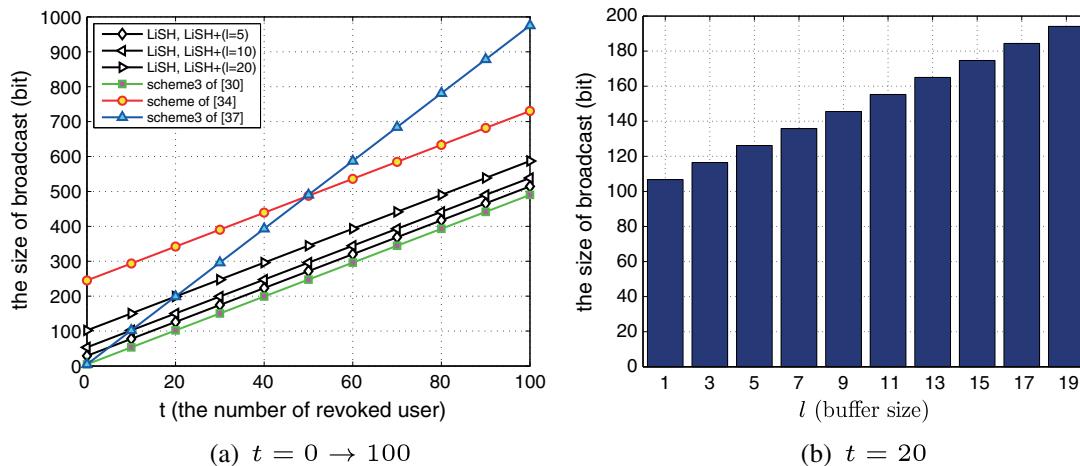 1000
900
800
700
600
500
400
300
200
100
0
the size of broadcast (bit)
LiSH, LiSH+(l=5)
LiSH, LiSH+(l=10)
LiSH, LiSH+(l=20)
scheme3 of [30]
scheme of [34]
scheme3 of [37]
0 20 40 60 80 100
t (the number of revoked user)
(a) t = 0 → 100
200
180
160
140
120
100
80
60
40
20
0
the size of broadcast (bit)
1 3 5 7 9 11 13 15 17 19
l (buffer size)
(b) t = 20